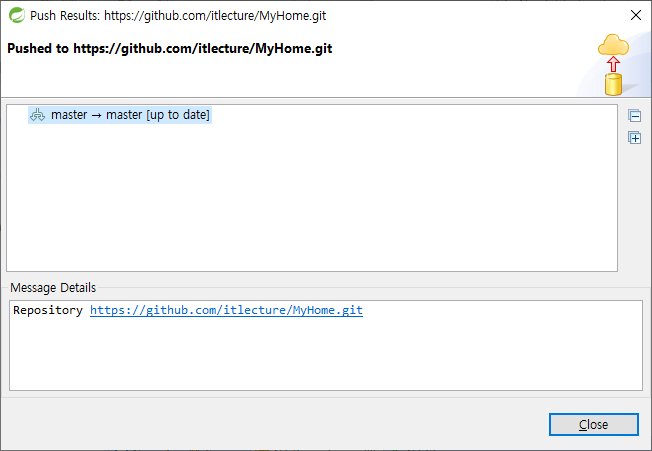 Push Results: https://github.com/itlecture/MyHome.git
Pushed to https://github.com/itlecture/MyHome.git
master → master [up to date]
Message Details
Repository https://github.com/itlecture/MyHome.git
Close